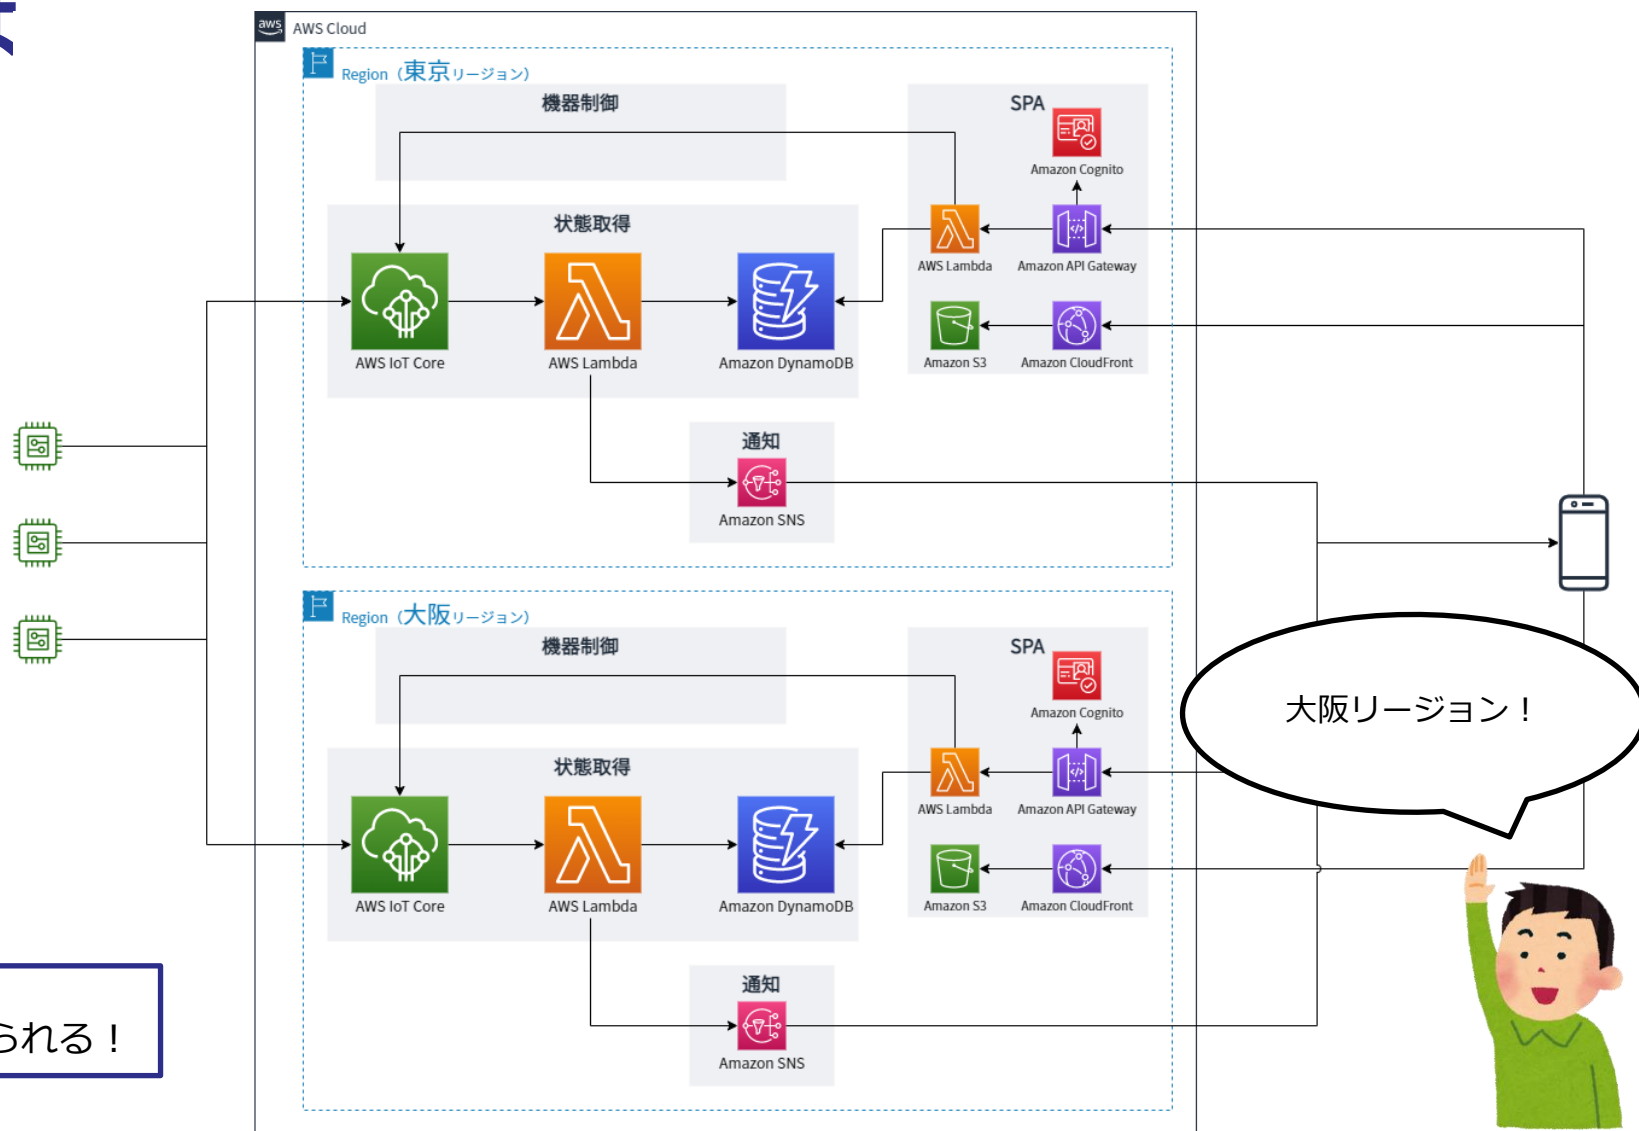 aws AWS Cloud
Region（東京リージョン）
機器制御
SPA
Amazon Cognito
状態取得
AWS Lambda
Amazon API Gateway
AWS IoT Core
AWS Lambda
Amazon DynamoDB
Amazon S3
Amazon CloudFront
通知
Amazon SNS
Region（大阪リージョン）
機器制御
SPA
Amazon Cognito
大阪リージョン！
状態取得
AWS Lambda
Amazon API Gateway
AWS IoT Core
AWS Lambda
Amazon DynamoDB
Amazon S3
Amazon CloudFront
通知
Amazon SNS
られる！